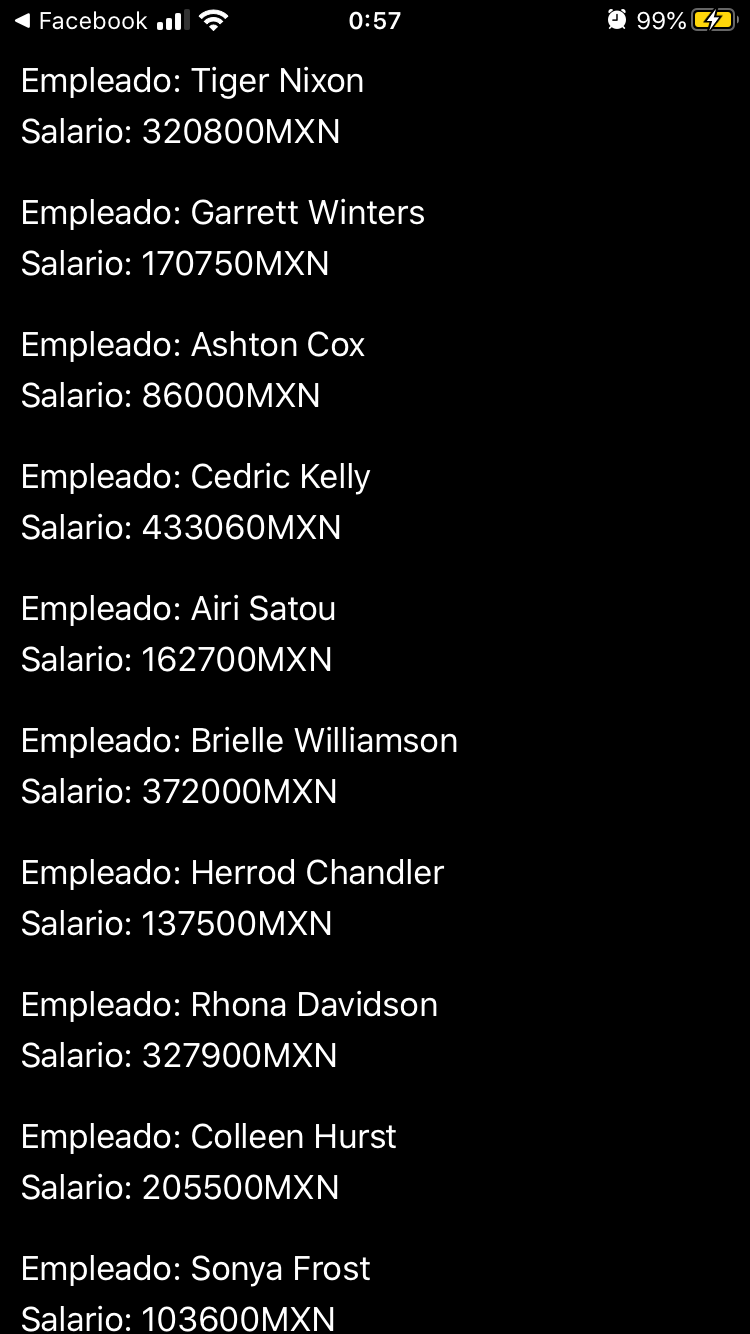 ◀ Facebook 0:57 99%
Empleado: Tiger Nixon
Salario: 320800MXN
Empleado: Garrett Winters
Salario: 170750MXN
Empleado: Ashton Cox
Salario: 86000MXN
Empleado: Cedric Kelly
Salario: 433060MXN
Empleado: Airi Satou
Salario: 162700MXN
Empleado: Brielle Williamson
Salario: 372000MXN
Empleado: Herrod Chandler
Salario: 137500MXN
Empleado: Rhona Davidson
Salario: 327900MXN
Empleado: Colleen Hurst
Salario: 205500MXN
Empleado: Sonya Frost
Salario: 103600MXN